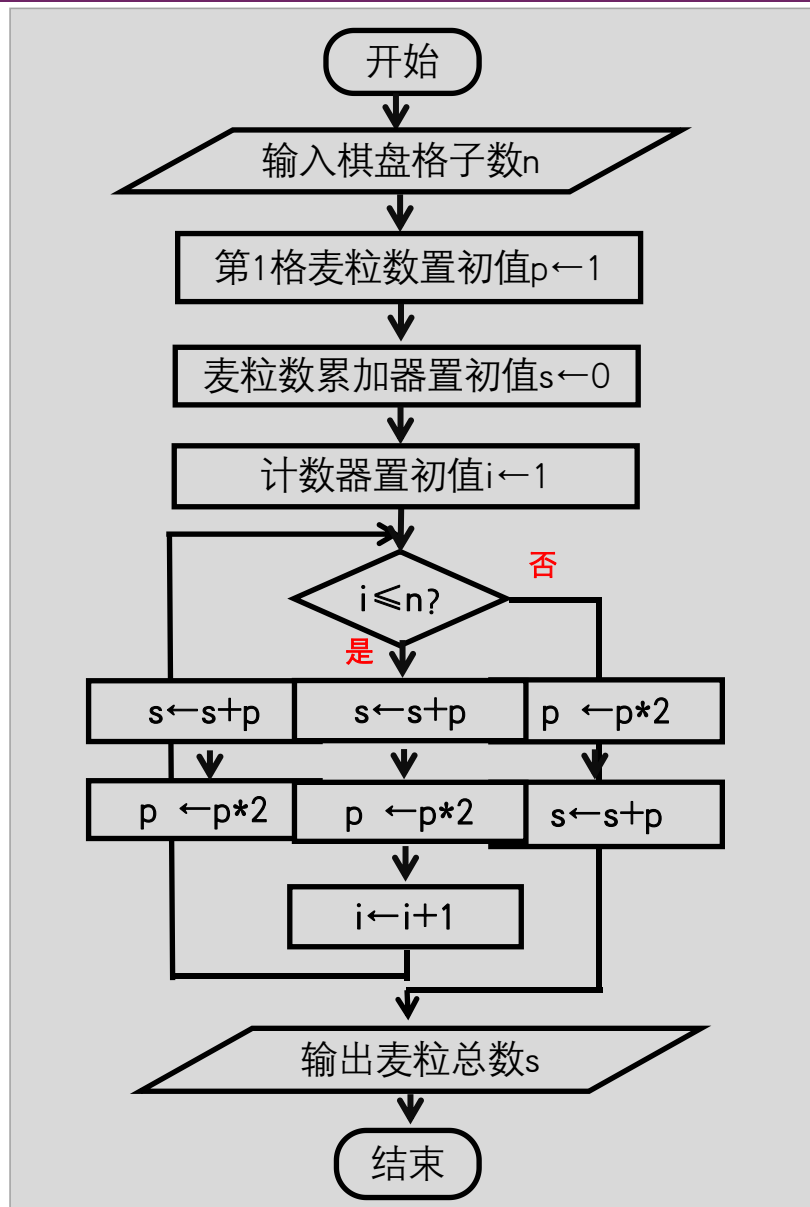 开始
输入棋盘格子数n
第1格麦粒数置初值p←1
麦粒数累加器置初值s←0
计数器置初值i←1
i≤n?
否
是
s←s+p
s←s+p
p ←p*2
p ←p*2
p ←p*2
s←s+p
i←i+1
输出麦粒总数s
结束